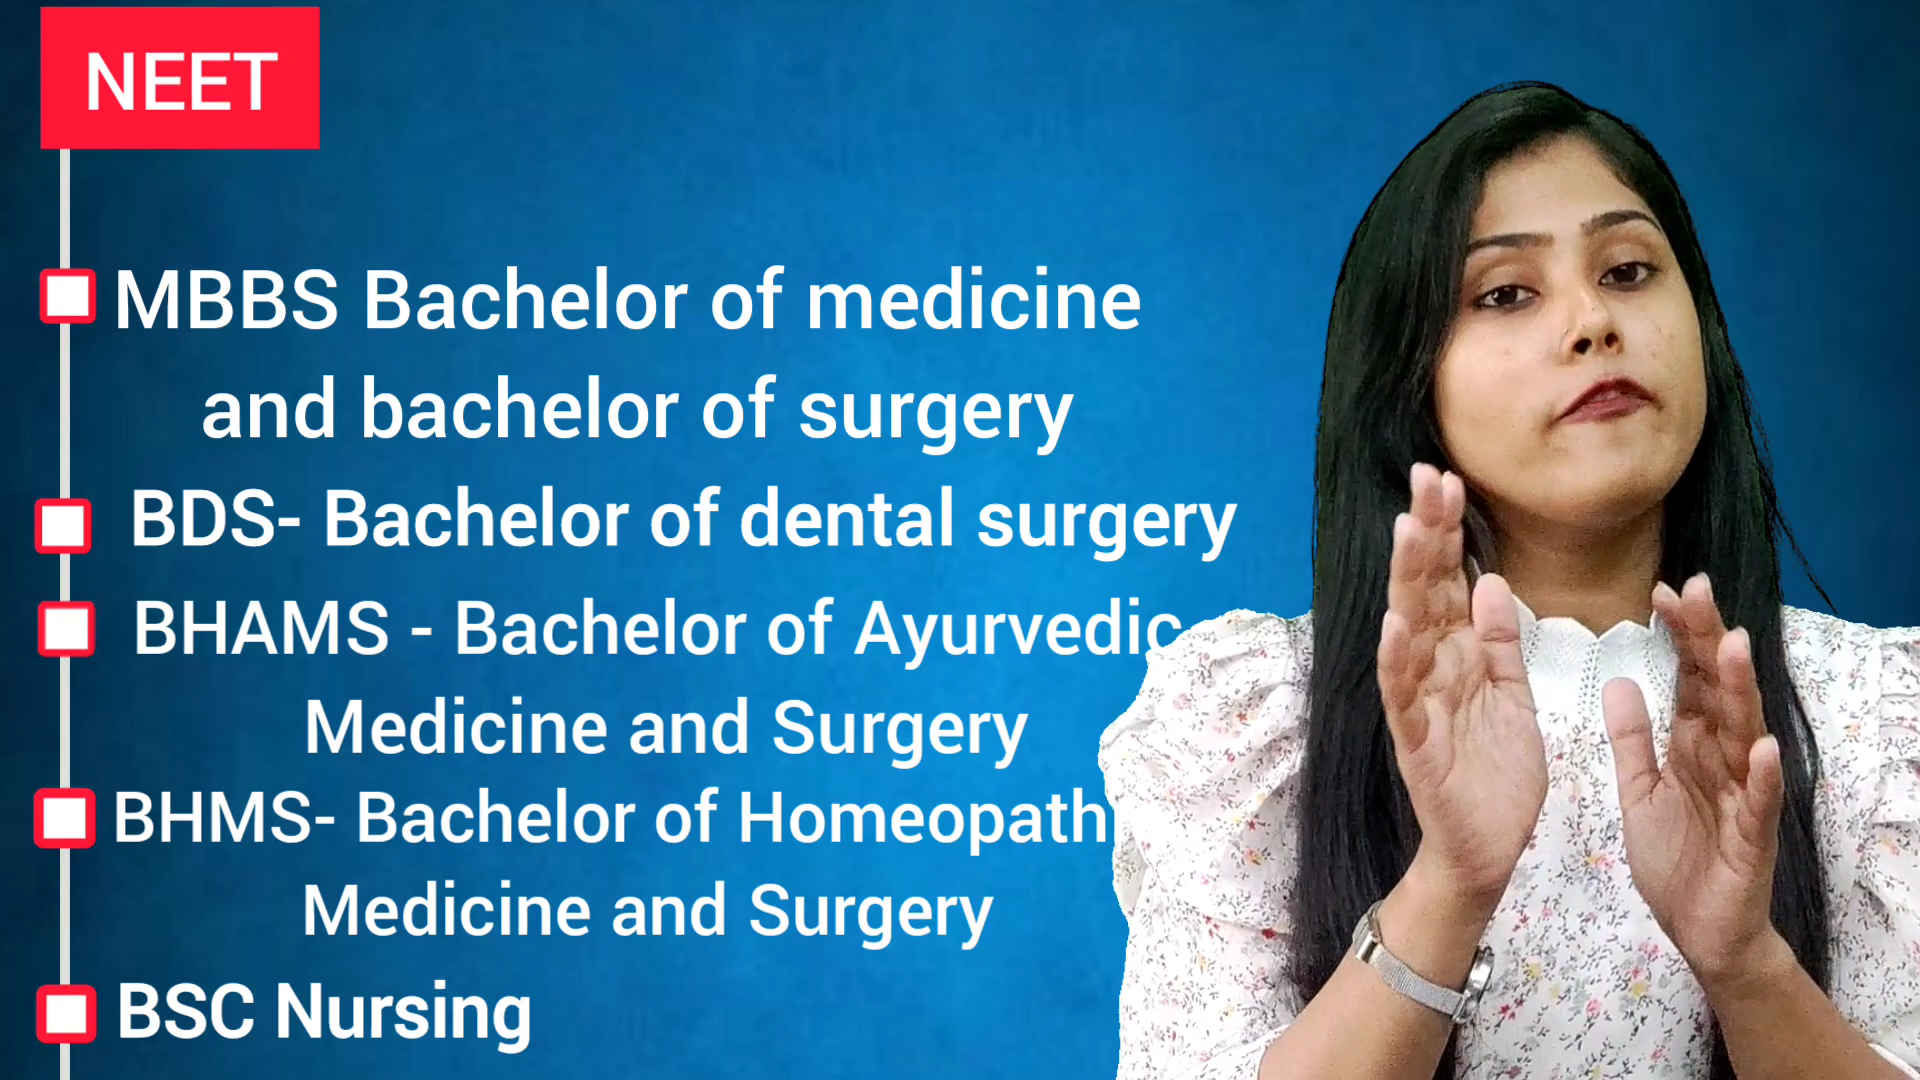 NEET
MBBS Bachelor of medicine
and bachelor of surgery
BDS- Bachelor of dental surgery
BHAMS - Bachelor of Ayurvedic
Medicine and Surgery
BHMS- Bachelor of Homeopath
Medicine and Surgery
BSC Nursing